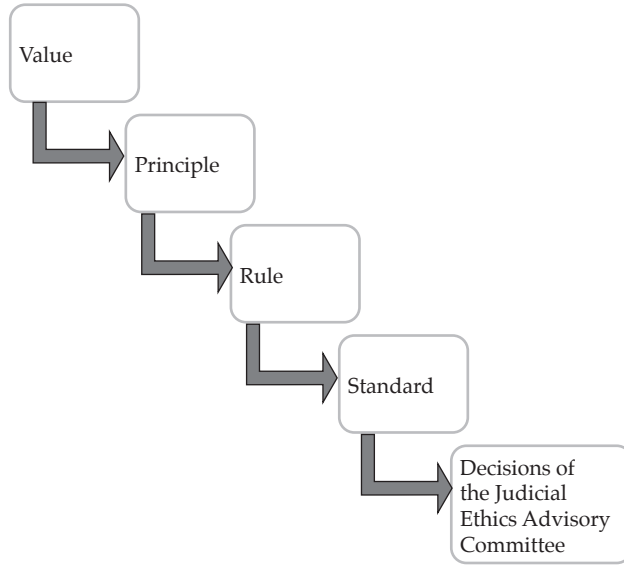 Value
Principle
Rule
Standard
Decisions of
the Judicial
Ethics Advisory
Committee